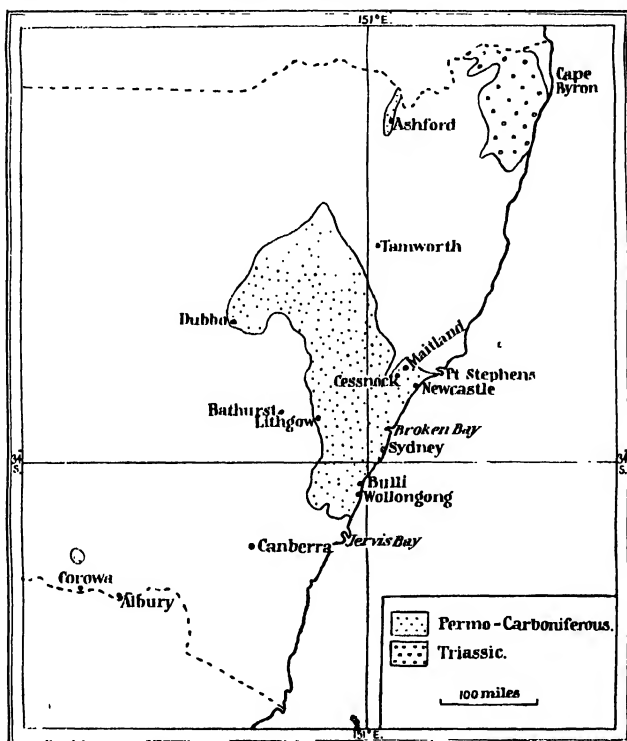 151° E.
Cape
Byron
Ashford
Tamworth
Dubbo
Maitland
Pt Stephens
Cessnock
Newcastle
Bathurst
Lithgow
Broken Bay
Sydney
34
S.
34
S.
Bulli
Wollongong
Canberra
Jervis Bay
Corowa
Albury
Permo-Carboniferous.
Triassic.
100 miles
151° E.